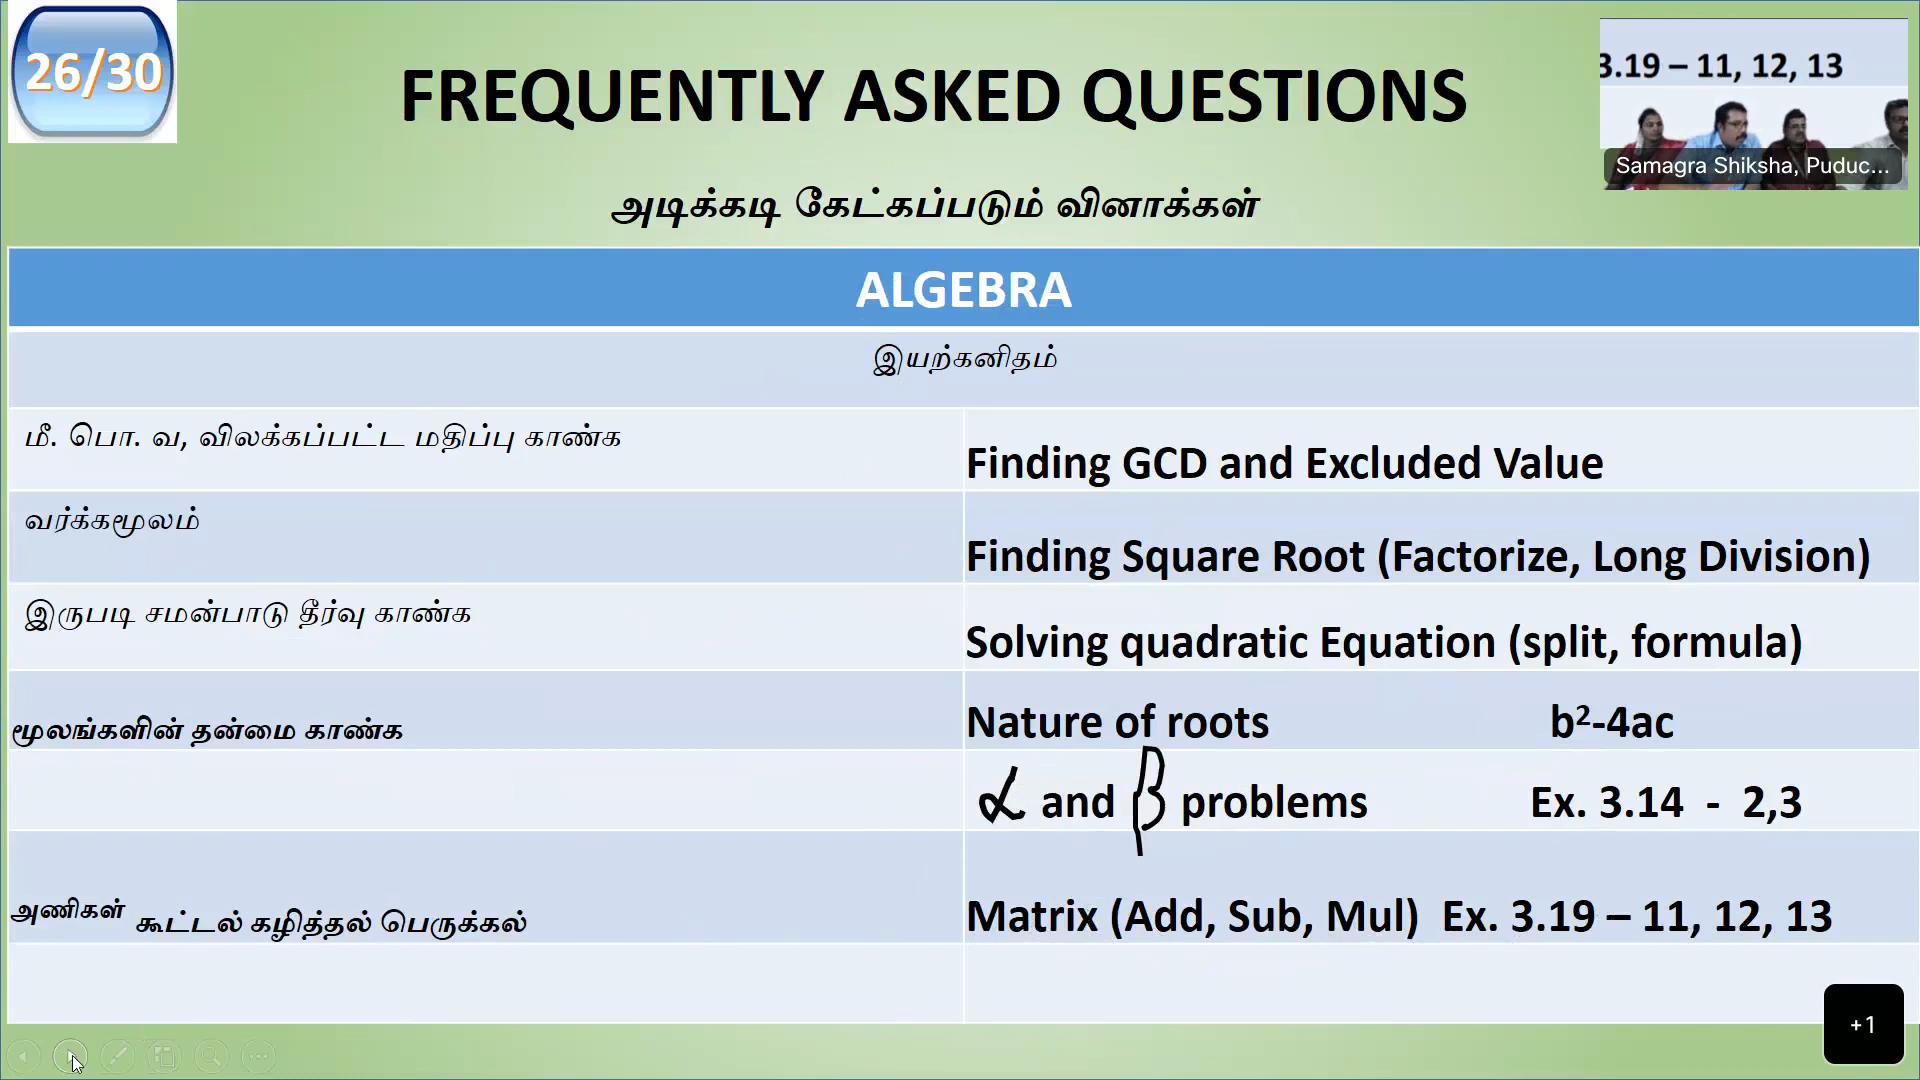 26/30
FREQUENTLY ASKED QUESTIONS
3.19 – 11, 12, 13
Samagra Shiksha, Puduc...
அடிக்கடி கேட்கப்படும் வினாக்கள்
ALGEBRA
இயற்கனிதம்
மீ. பொ. வ, விலக்கப்பட்ட மதிப்பு காண்க
Finding GCD and Excluded Value
வர்க்கமூலம்
Finding Square Root (Factorize, Long Division)
இருபடி சமன்பாடு தீர்வு காண்க
Solving quadratic Equation (split, formula)
மூலங்களின் தன்மை காண்க
Nature of roots b²-4ac
α and β problems Ex. 3.14 - 2,3
அணிகள் கூட்டல் கழித்தல் பெருக்கல்
Matrix (Add, Sub, Mul) Ex. 3.19 – 11, 12, 13
+1